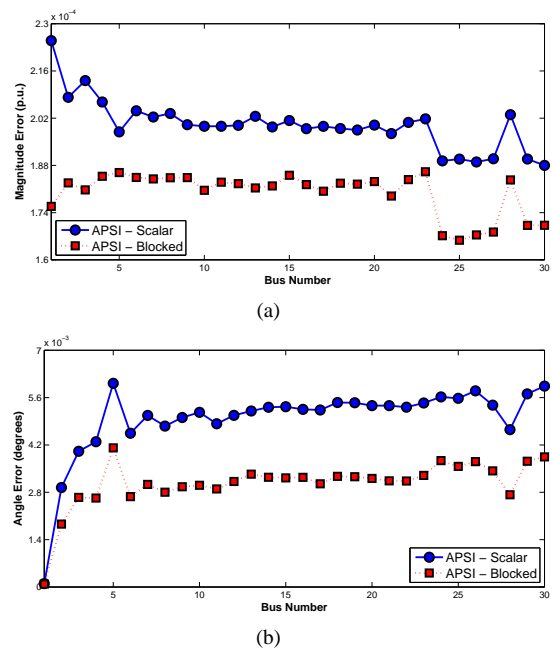 x 10⁻⁴
2.3
2.16
2.02
1.88
1.74
1.6
Magnitude Error (p.u.)
APSI − Scalar
APSI − Blocked
5 10 15 20 25 30
Bus Number
(a)
x 10⁻³
7
5.6
4.2
2.8
1.4
0
Angle Error (degrees)
APSI − Scalar
APSI − Blocked
5 10 15 20 25 30
Bus Number
(b)